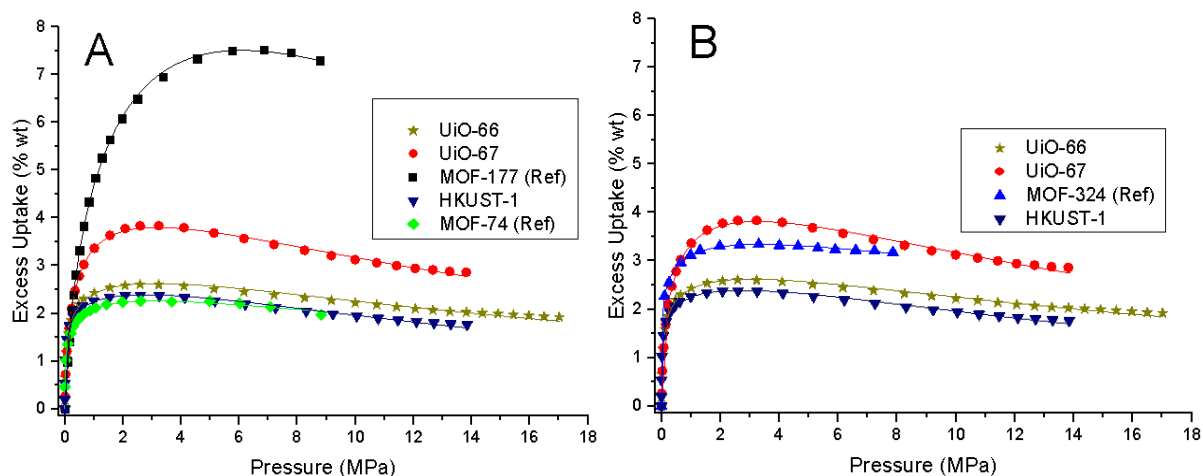 A
Excess Uptake (% wt)
8
7
6
5
4
3
2
1
0
UiO-66
UiO-67
MOF-177 (Ref)
HKUST-1
MOF-74 (Ref)
0 2 4 6 8 10 12 14 16 18
Pressure (MPa)
B
Excess Uptake (% wt)
8
7
6
5
4
3
2
1
0
UiO-66
UiO-67
MOF-324 (Ref)
HKUST-1
0 2 4 6 8 10 12 14 16 18
Pressure (MPa)